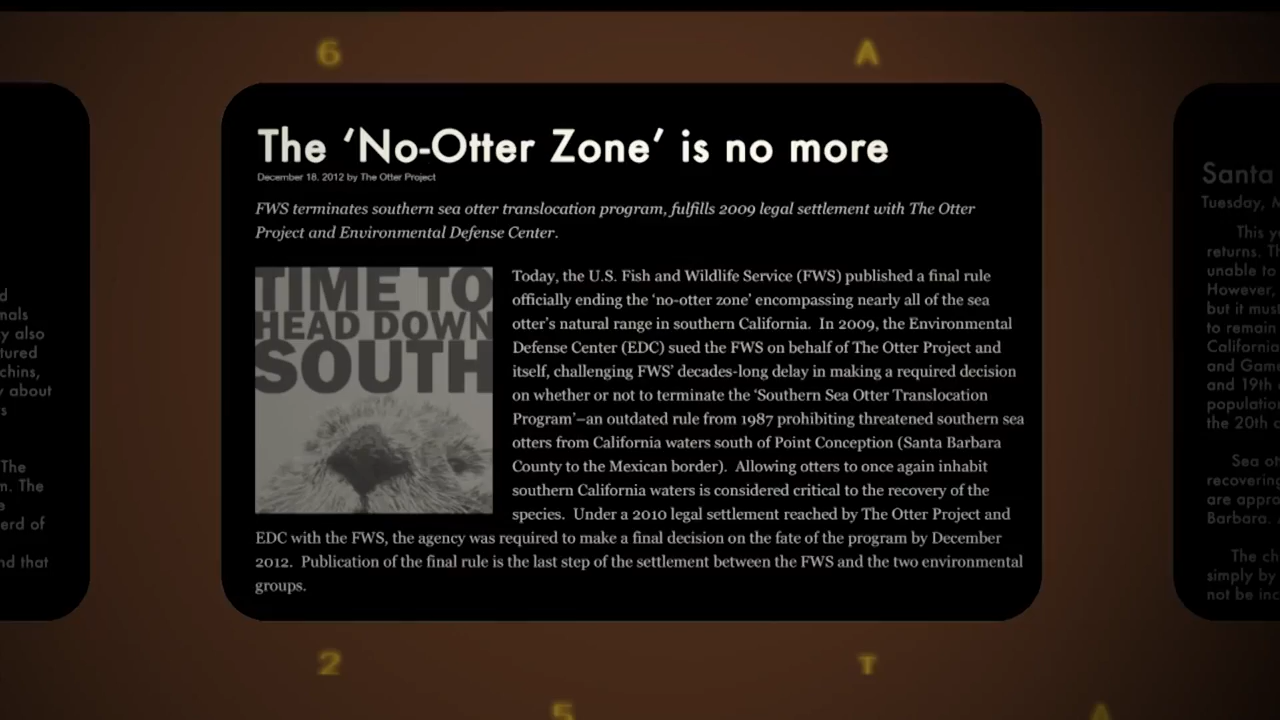 6 A
The ‘No-Otter Zone’ is no more
December 18, 2012 by The Otter Project
FWS terminates southern sea otter translocation program, fulfills 2009 legal settlement with The Otter
Project and Environmental Defense Center.
TIME TO
HEAD DOWN
SOUTH
Today, the U.S. Fish and Wildlife Service (FWS) published a final rule
officially ending the ‘no-otter zone’ encompassing nearly all of the sea
otter’s natural range in southern California.  In 2009, the Environmental
Defense Center (EDC) sued the FWS on behalf of The Otter Project and
itself, challenging FWS’ decades-long delay in making a required decision
on whether or not to terminate the ‘Southern Sea Otter Translocation
Program’–an outdated rule from 1987 prohibiting threatened southern sea
otters from California waters south of Point Conception (Santa Barbara
County to the Mexican border).  Allowing otters to once again inhabit
southern California waters is considered critical to the recovery of the
species.  Under a 2010 legal settlement reached by The Otter Project and
EDC with the FWS, the agency was required to make a final decision on the fate of the program by December
2012.  Publication of the final rule is the last step of the settlement between the FWS and the two environmental
groups.
y also
y about
The
m. The
erd of
nd that
Santa
Tuesday,
This
returns.
unable to
However,
but it must
to remain
California
and
and 19th
the 20th
Sea
recovering
are
Barbara.
The
simply by
not be
2 T
5 A